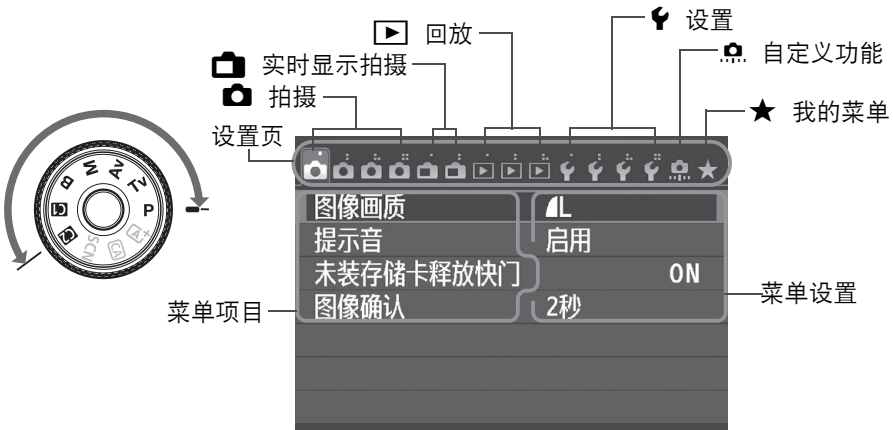 设置
回放
自定义功能
实时显示拍摄
拍摄
我的菜单
设置页
B M Av Tv P
SCN CA A+
图像画质 L
提示音 启用
未装存储卡释放快门 ON
图像确认 2秒
菜单项目
菜单设置